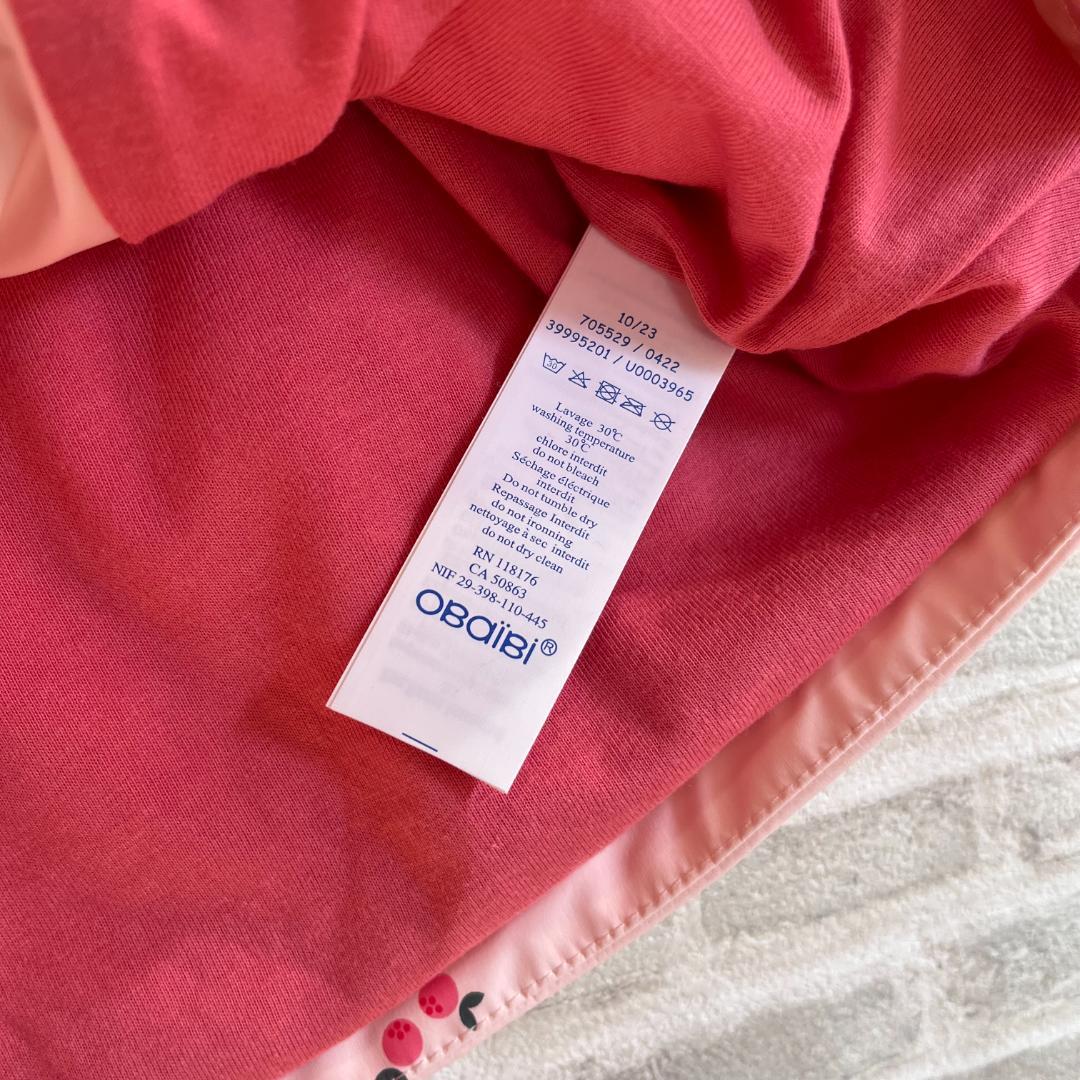 10/23
705529 / 0422
39995201 / U0003965
30
Lavage 30℃
washing temperature
30℃
chlore interdit
do not bleach
Séchage éléctrique
interdit
Do not tumble dry
Repassage Interdit
do not ironning
nettoyage à sec interdit
do not dry clean
RN 118176
CA 50863
NIF 29-398-110-445
OBaïBi®